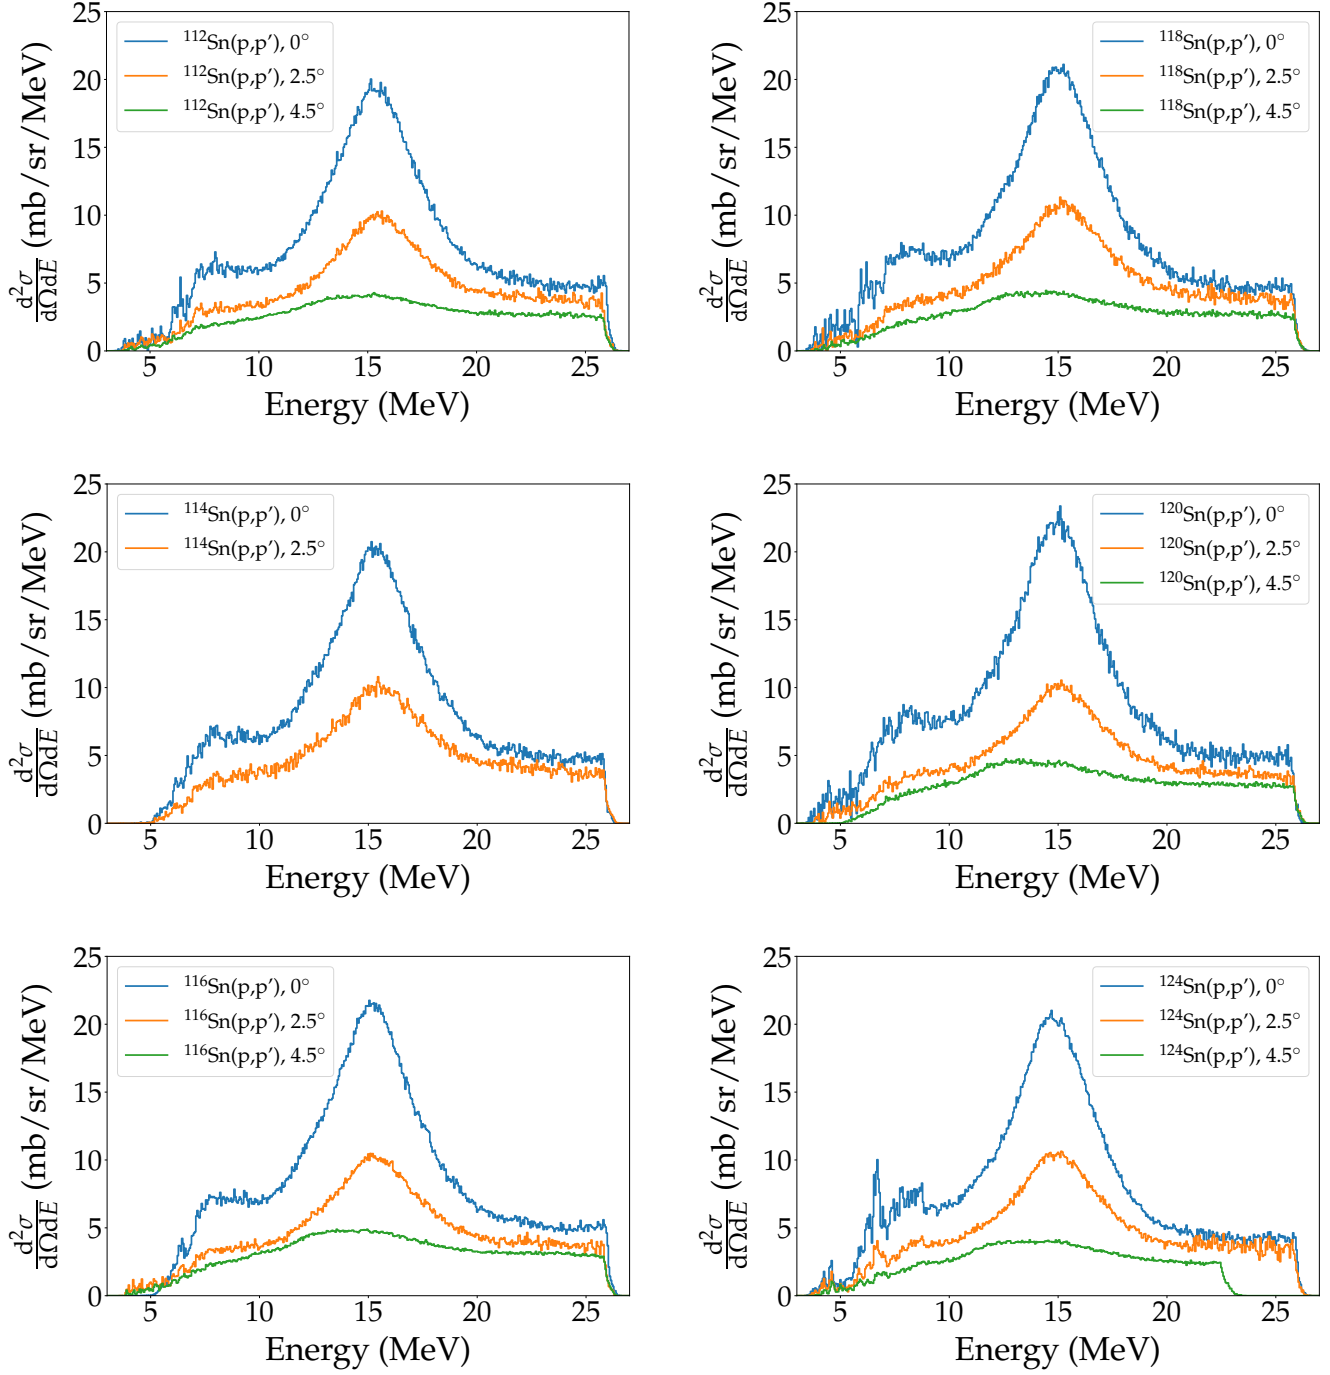 25
20
15
10
5
0
d²σ/dΩdE (mb/sr/MeV)
¹¹²Sn(p,p′), 0°
¹¹²Sn(p,p′), 2.5°
¹¹²Sn(p,p′), 4.5°
5 10 15 20 25
Energy (MeV)
25
20
15
10
5
0
d²σ/dΩdE (mb/sr/MeV)
¹¹⁸Sn(p,p′), 0°
¹¹⁸Sn(p,p′), 2.5°
¹¹⁸Sn(p,p′), 4.5°
5 10 15 20 25
Energy (MeV)
25
20
15
10
5
0
d²σ/dΩdE (mb/sr/MeV)
¹¹⁴Sn(p,p′), 0°
¹¹⁴Sn(p,p′), 2.5°
5 10 15 20 25
Energy (MeV)
25
20
15
10
5
0
d²σ/dΩdE (mb/sr/MeV)
¹²⁰Sn(p,p′), 0°
¹²⁰Sn(p,p′), 2.5°
¹²⁰Sn(p,p′), 4.5°
5 10 15 20 25
Energy (MeV)
25
20
15
10
5
0
d²σ/dΩdE (mb/sr/MeV)
¹¹⁶Sn(p,p′), 0°
¹¹⁶Sn(p,p′), 2.5°
¹¹⁶Sn(p,p′), 4.5°
5 10 15 20 25
Energy (MeV)
25
20
15
10
5
0
d²σ/dΩdE (mb/sr/MeV)
¹²⁴Sn(p,p′), 0°
¹²⁴Sn(p,p′), 2.5°
¹²⁴Sn(p,p′), 4.5°
5 10 15 20 25
Energy (MeV)